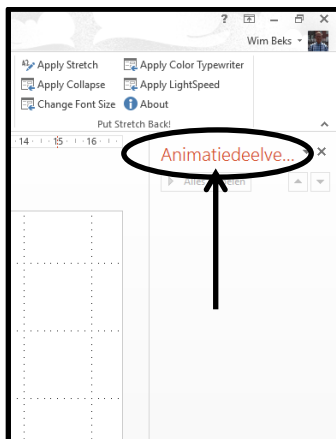 ?
Wim Beks
Apply Stretch Apply Color Typewriter
Apply Collapse Apply LightSpeed
Change Font Size About
Put Stretch Back!
14 15 16
Animatiedeelve...
Alles